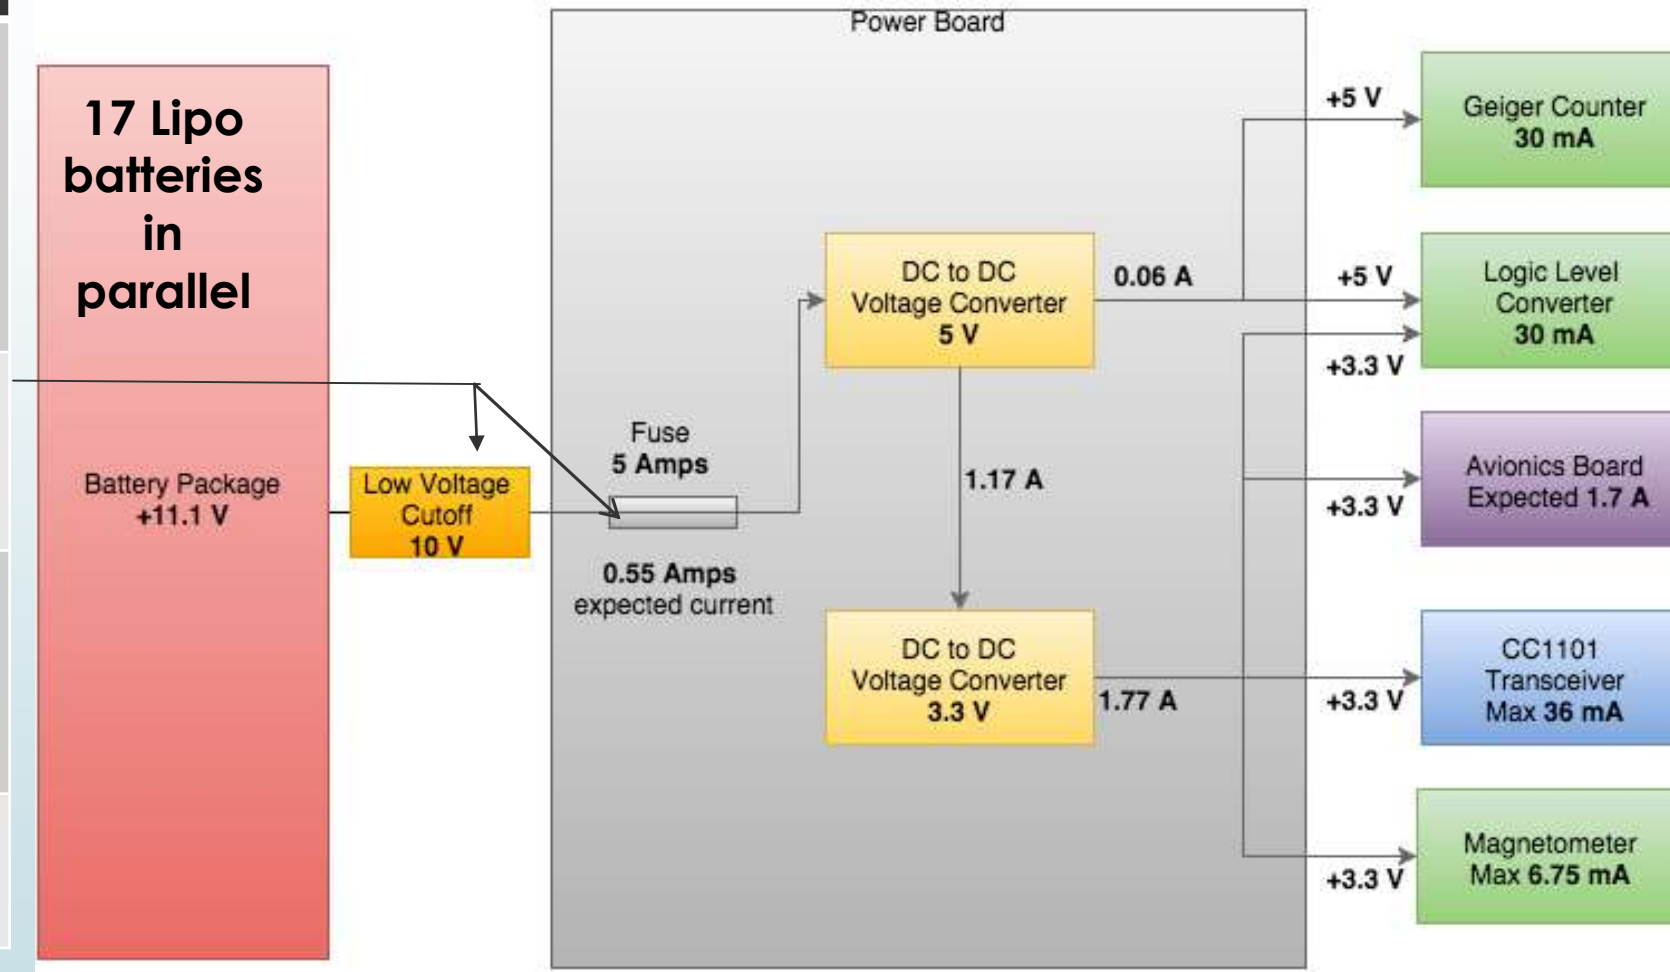 Power Board
17 Lipo
batteries
in
parallel
Battery Package
+11.1 V
Low Voltage
Cutoff
10 V
Fuse
5 Amps
0.55 Amps
expected current
DC to DC
Voltage Converter
5 V
0.06 A
1.17 A
DC to DC
Voltage Converter
3.3 V
1.77 A
+5 V
Geiger Counter
30 mA
+5 V
Logic Level
Converter
30 mA
+3.3 V
Avionics Board
Expected 1.7 A
+3.3 V
CC1101
Transceiver
Max 36 mA
+3.3 V
Magnetometer
Max 6.75 mA
+3.3 V